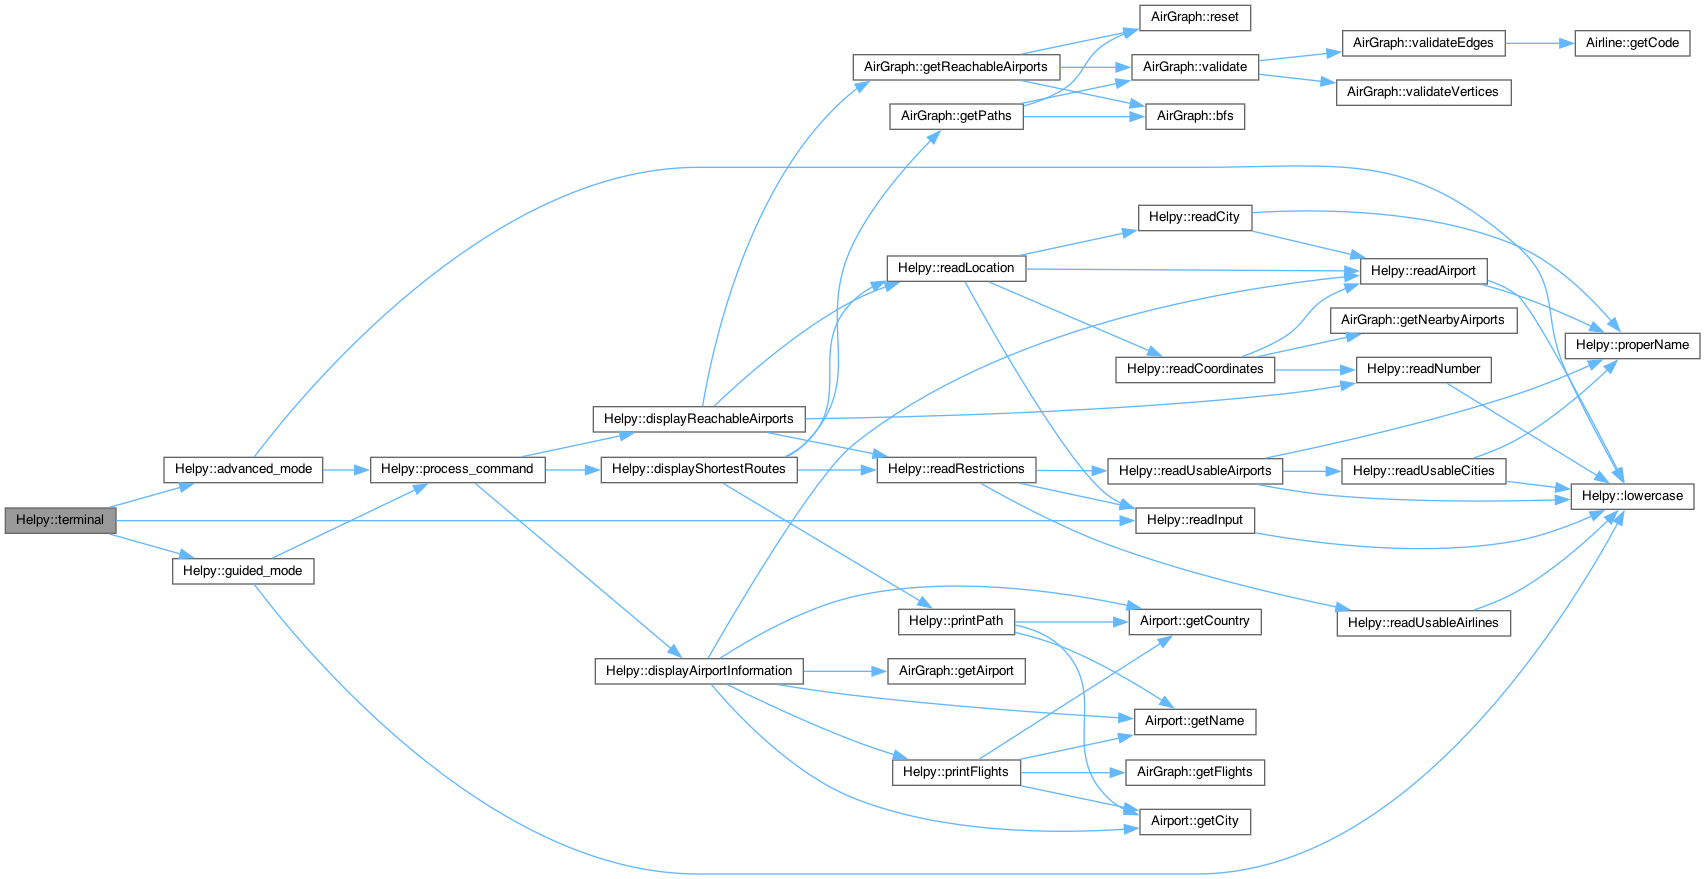 AirGraph::reset
AirGraph::validateEdges
Airline::getCode
AirGraph::getReachableAirports
AirGraph::validate
AirGraph::validateVertices
AirGraph::getPaths
AirGraph::bfs
Helpy::readCity
Helpy::readLocation
Helpy::readAirport
AirGraph::getNearbyAirports
Helpy::properName
Helpy::readCoordinates
Helpy::readNumber
Helpy::displayReachableAirports
Helpy::advanced_mode
Helpy::process_command
Helpy::displayShortestRoutes
Helpy::readRestrictions
Helpy::readUsableAirports
Helpy::readUsableCities
Helpy::lowercase
Helpy::terminal
Helpy::readInput
Helpy::guided_mode
Helpy::printPath
Airport::getCountry
Helpy::readUsableAirlines
Helpy::displayAirportInformation
AirGraph::getAirport
Airport::getName
Helpy::printFlights
AirGraph::getFlights
Airport::getCity